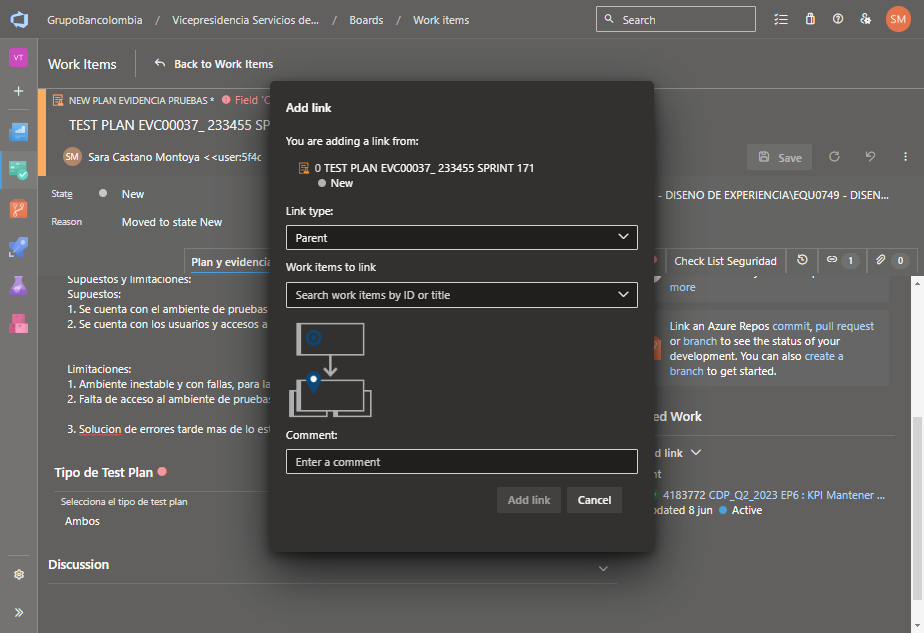 GrupoBancolombia / Vicepresidencia Servicios de... / Boards / Work items
Search
SM
VT
Work Items
Back to Work Items
NEW PLAN EVIDENCIA PRUEBAS *
Field 'C
TEST PLAN EVC00037_ 233455 SP
SM
Sara Castano Montoya <<user:5f4c
Save
State
New
Reason
Moved to state New
- DISENO DE EXPERIENCIA\EQU0749 - DISEN...
Plan y evidencia
Check List Seguridad
1
0
Supuestos y limitaciones:
Supuestos:
1. Se cuenta con el ambiente de pruebas
2. Se cuenta con los usuarios y accesos a
Limitaciones:
1. Ambiente inestable y con fallas, para la
2. Falta de acceso al ambiente de pruebas
3. Solucion de errores tarde mas de lo est
Tipo de Test Plan
Selecciona el tipo de test plan
Ambos
Discussion
Add link
You are adding a link from:
0 TEST PLAN EVC00037_ 233455 SPRINT 171
New
Link type:
Parent
Work items to link
Search work items by ID or title
Comment:
Enter a comment
Add link
Cancel
more
Link an Azure Repos commit, pull request
or branch to see the status of your
development. You can also create a
branch to get started.
ed Work
d link
nt
4183772 CDP_Q2_2023 EP6 : KPI Mantener ...
dated 8 jun
Active